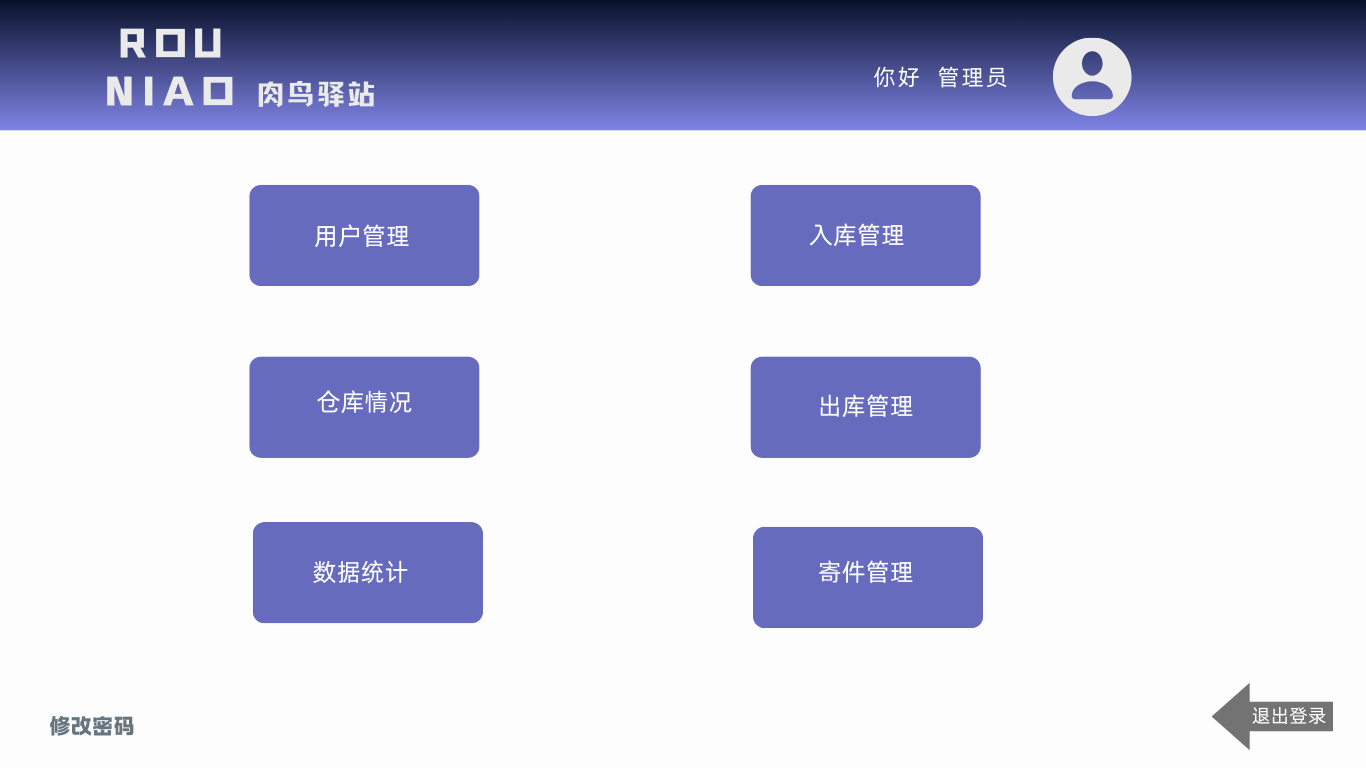 ROU
NIAO 肉鸟驿站
你好 管理员
用户管理
入库管理
仓库情况
出库管理
数据统计
寄件管理
修改密码
退出登录